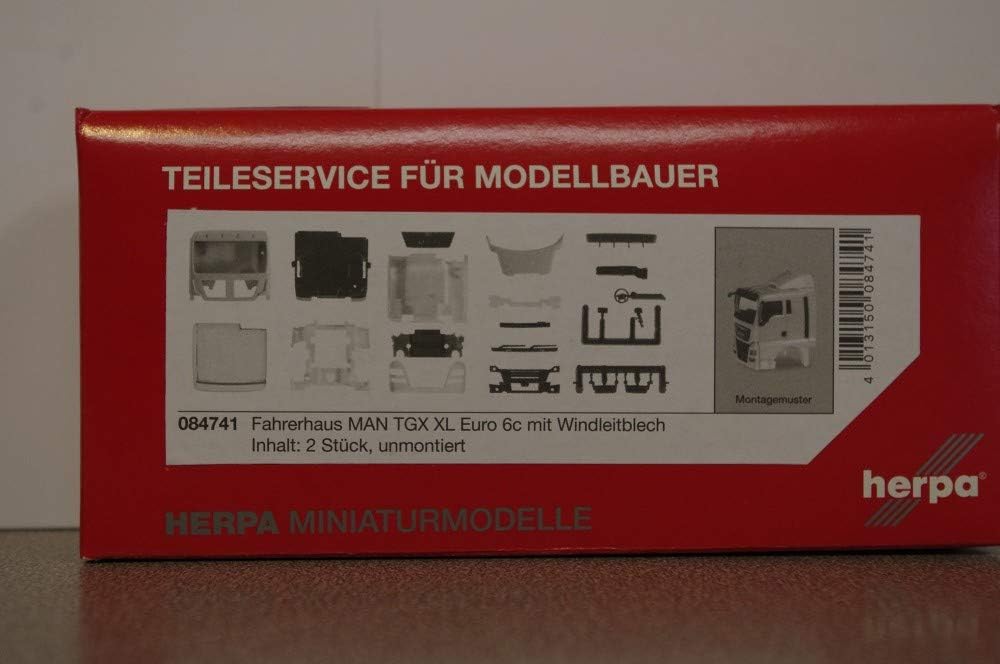 TEILESERVICE FÜR MODELLBAUER
4 013150 084741
Montagemuster
084741 Fahrerhaus MAN TGX XL Euro 6c mit Windleitblech
Inhalt: 2 Stück, unmontiert
herpa®
HERPA MINIATURMODELLE